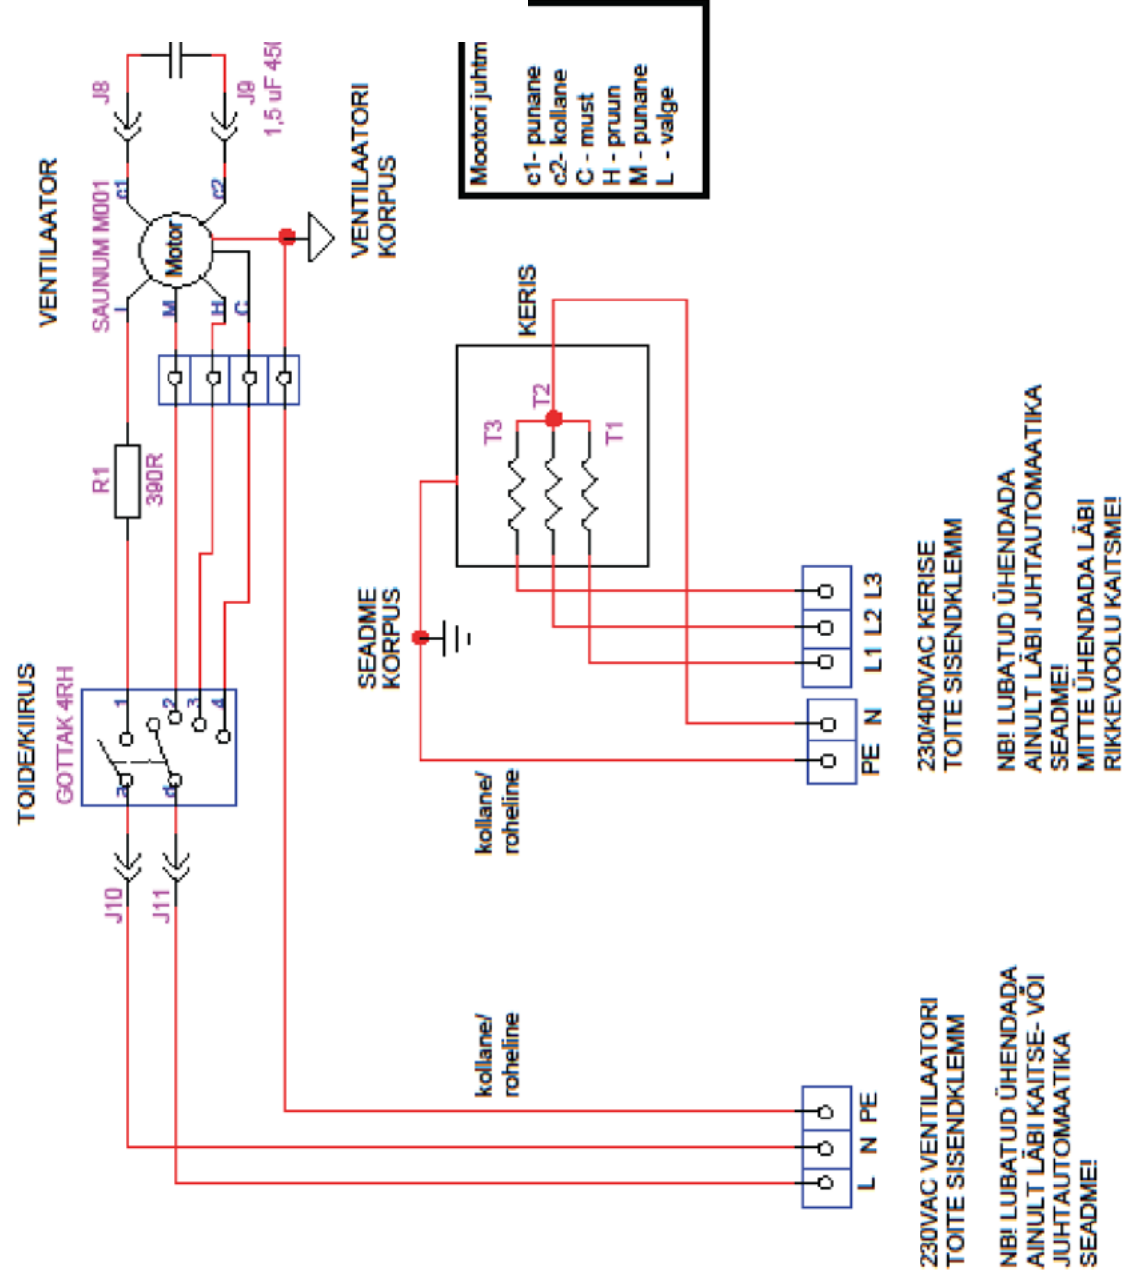 TOIDE/KIIRUS
GOTTAK 4RH
a
d
1
2
3
4
J10
J11
R1
390R
VENTILAATOR
SAUNUM M001
L
M
H
C
Motor
c1
c2
J8
J9
1,5 uF 450
VENTILAATORI
KORPUS
Mootori juhtm
c1- punane
c2- kollane
C - must
H - pruun
M - punane
L - valge
SEADME
KORPUS
KERIS
T3
T2
T1
kollane/
roheline
kollane/
roheline
L N PE
PE N L1 L2 L3
230VAC VENTILAATORI
TOITE SISENDKLEMM
NB! LUBATUD ÜHENDADA
AINULT LÄBI KAITSE- VÕI
JUHTAUTOMAATIKA
SEADME!
230/400VAC KERISE
TOITE SISENDKLEMM
NB! LUBATUD ÜHENDADA
AINULT LÄBI JUHTAUTOMAATIKA
SEADME!
MITTE ÜHENDADA LÄBI
RIKKEVOOLU KAITSME!